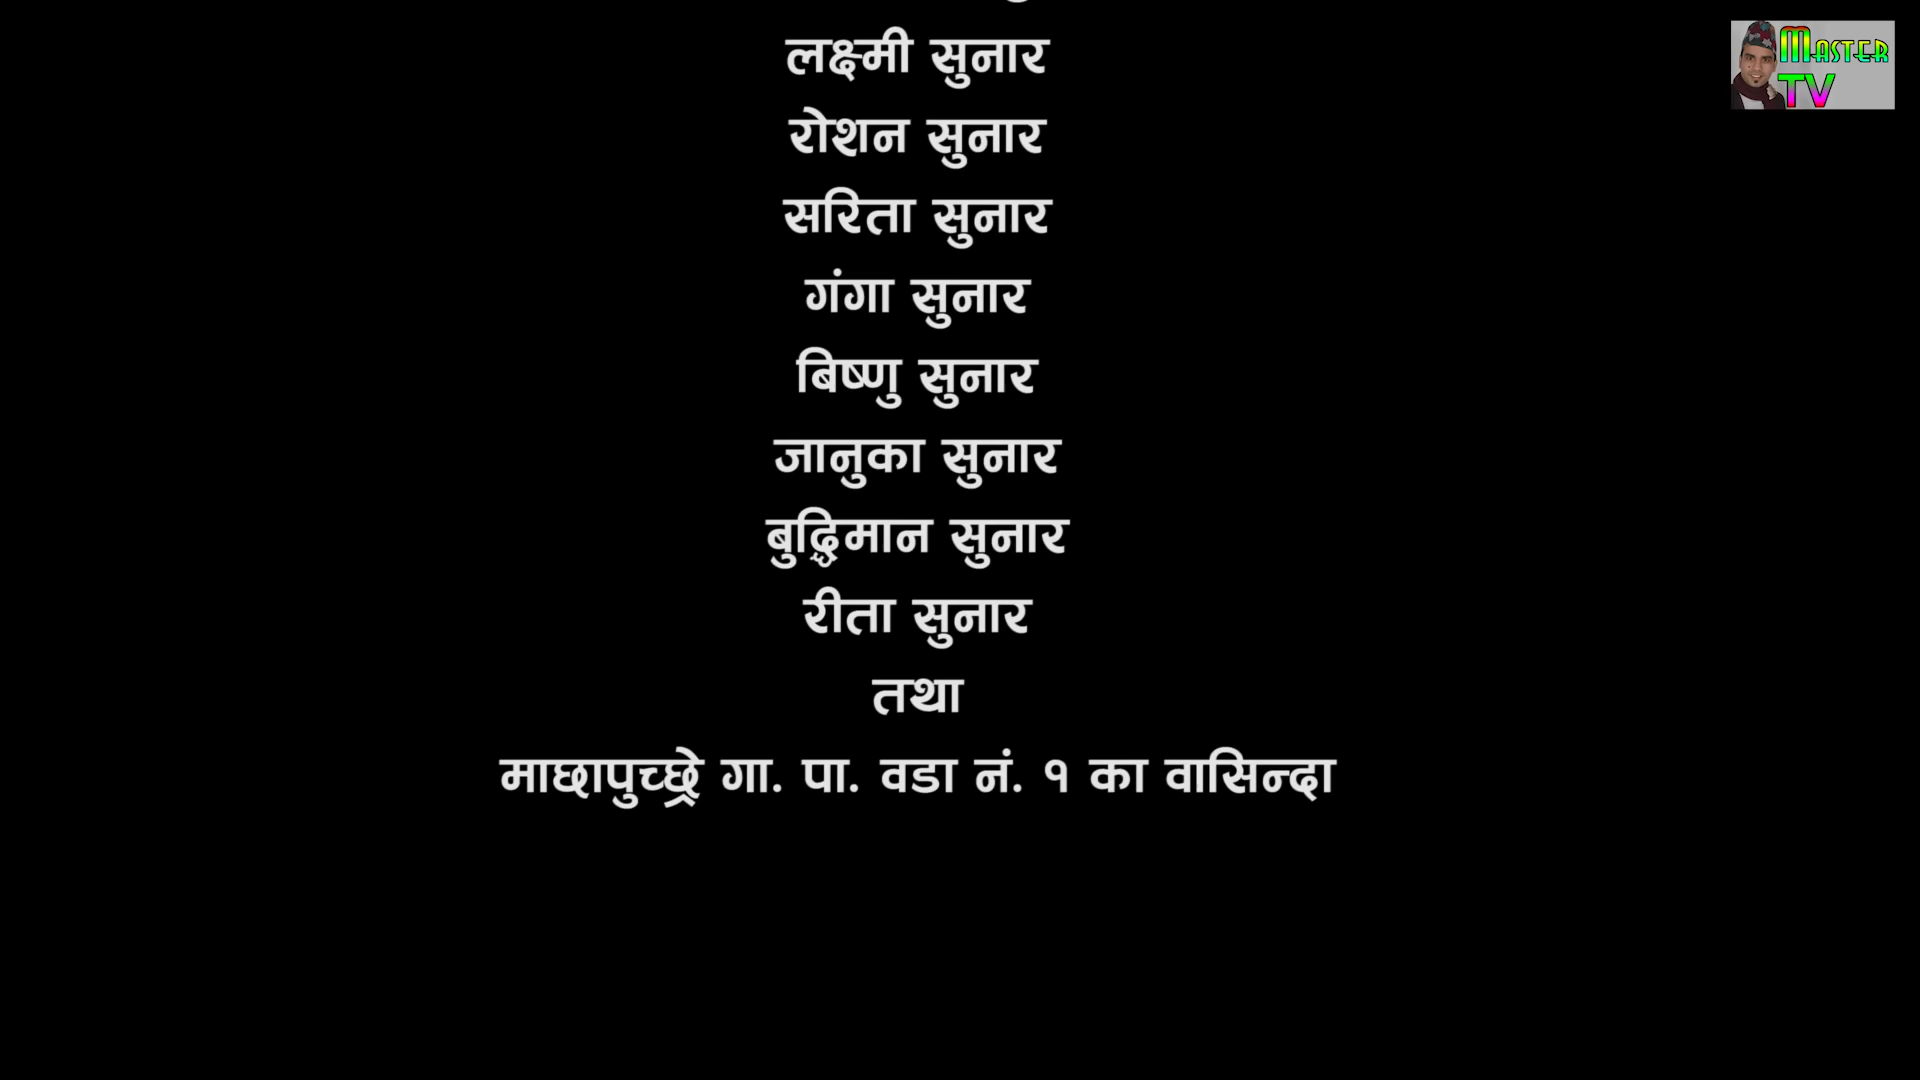 लक्ष्मी सुनार
रोशन सुनार
सरिता सुनार
गंगा सुनार
बिष्णु सुनार
जानुका सुनार
बुद्धिमान सुनार
रीता सुनार
तथा
माछापुच्छ्रे गा. पा. वडा नं. १ का वासिन्दा
MASTER
TV